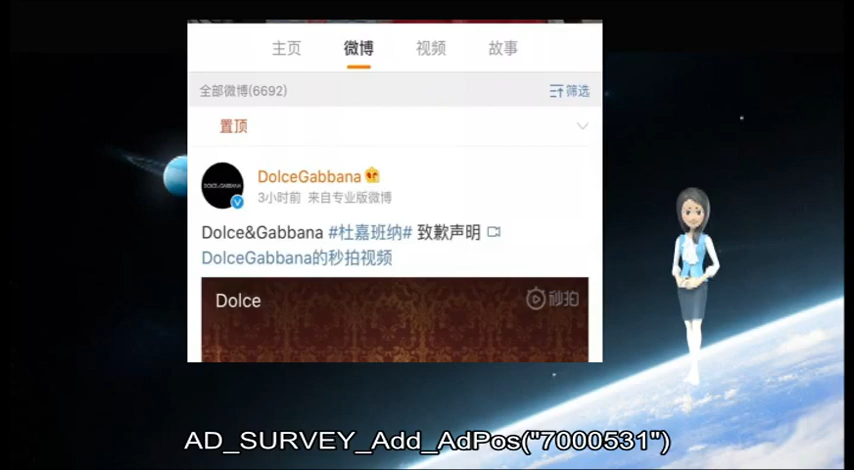 主页 微博 视频 故事
全部微博(6692) 筛选
置顶
DOLCE & GABBANA
DolceGabbana
3小时前 来自专业版微博
Dolce&Gabbana #杜嘉班纳# 致歉声明
DolceGabbana的秒拍视频
Dolce 秒拍
AD_SURVEY_Add_AdPos("7000531")